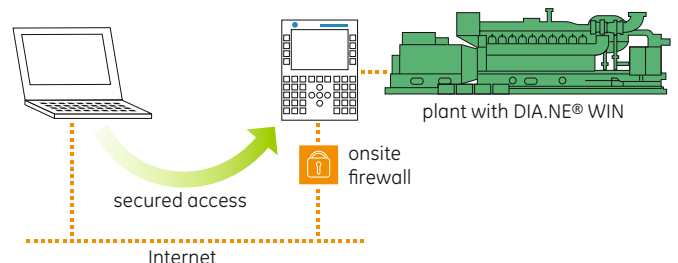 plant with DIA.NE® WIN
onsite
firewall
secured access
Internet